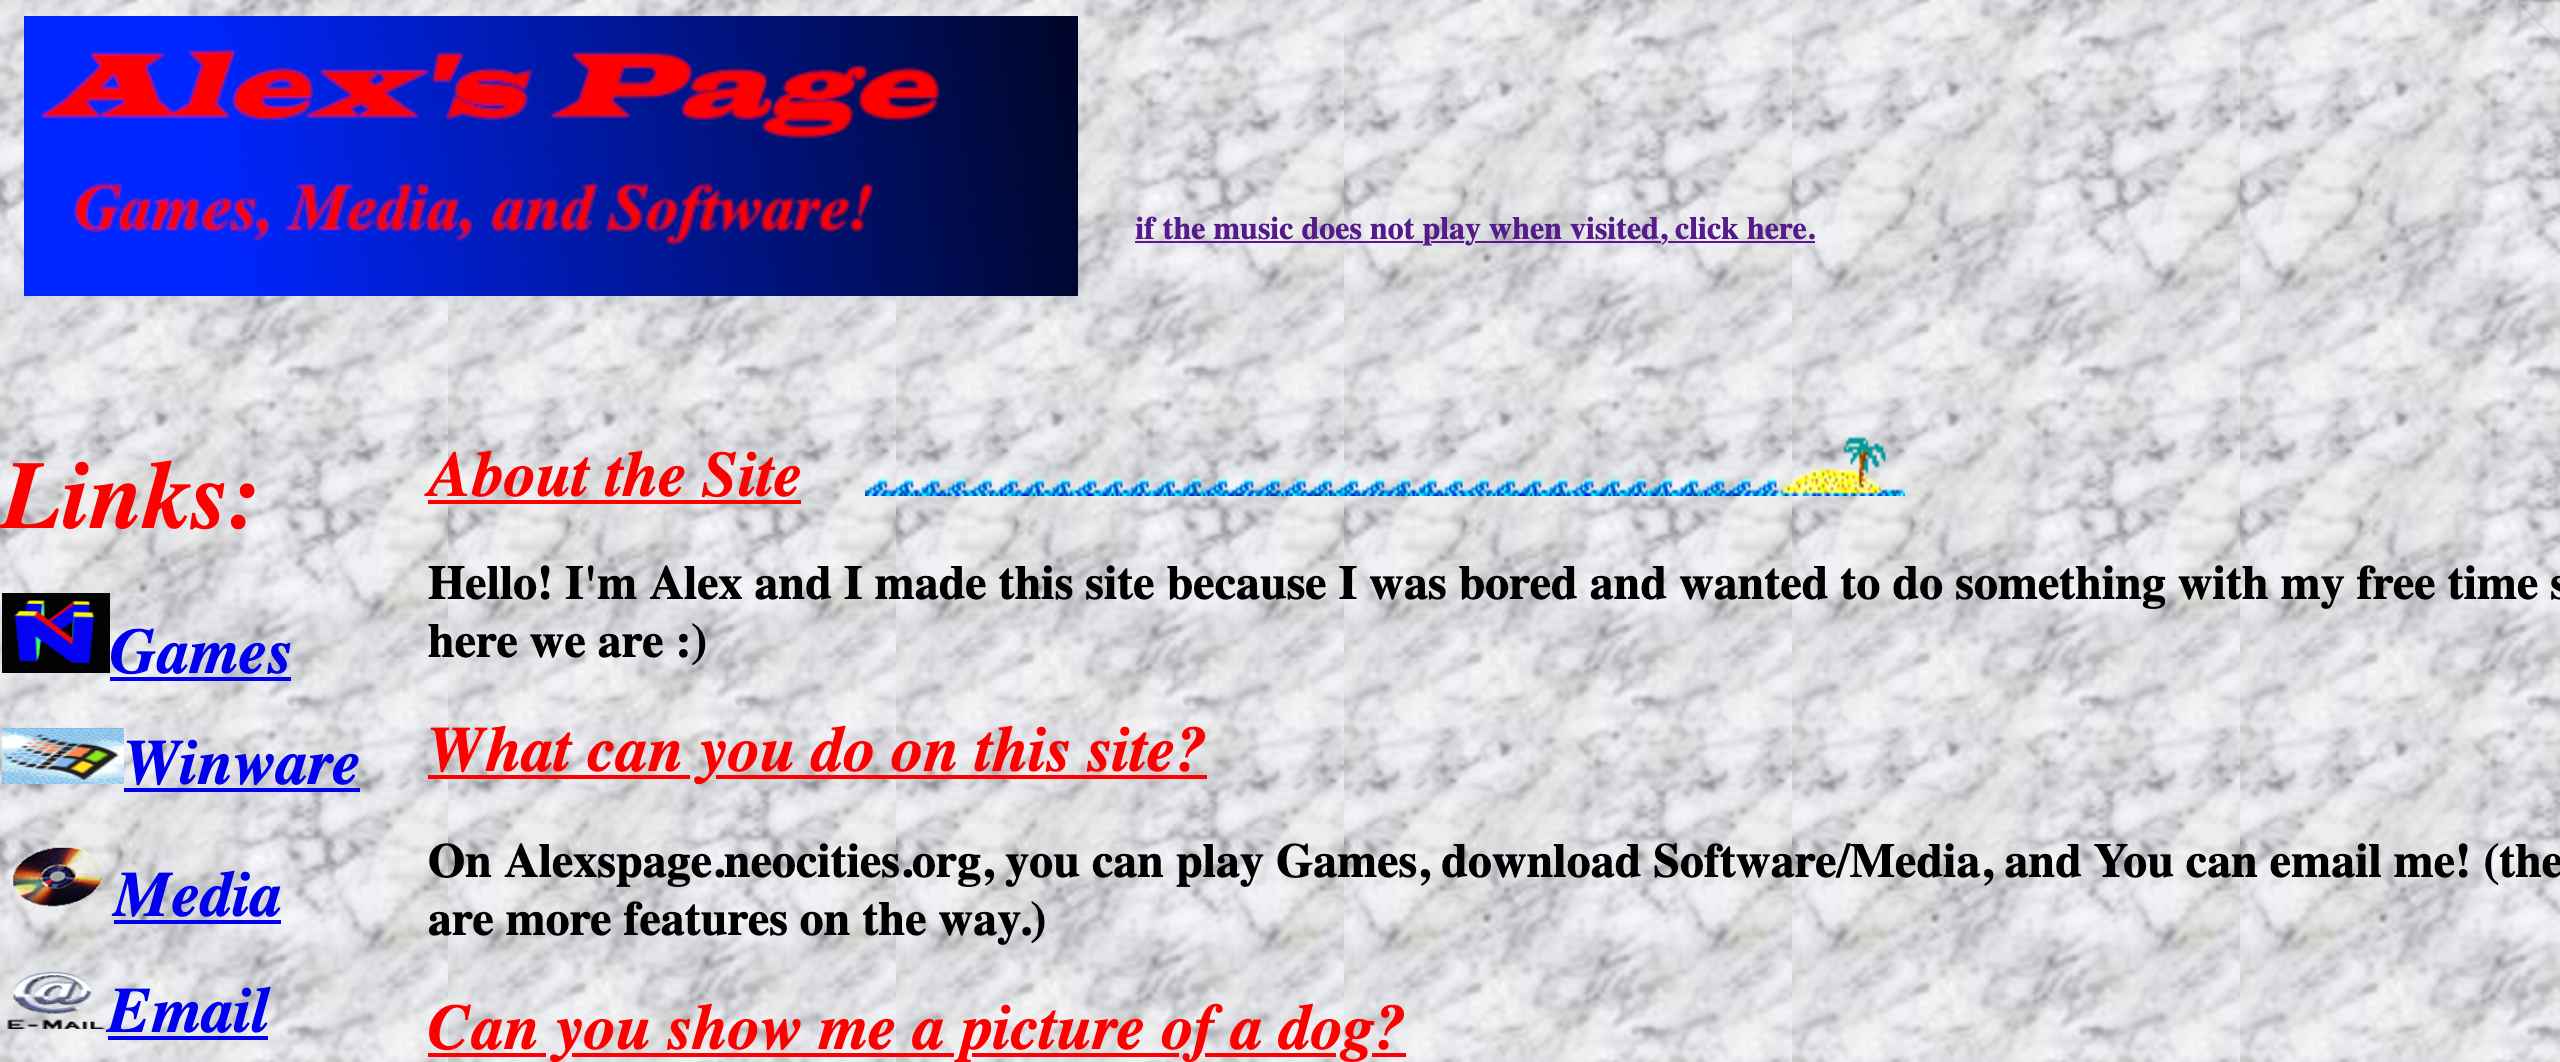 Alex's Page
Games, Media, and Software!
if the music does not play when visited, click here.
Links:
Games
Winware
Media
E-MAIL Email
About the Site
Hello! I'm Alex and I made this site because I was bored and wanted to do something with my free time s
here we are :)
What can you do on this site?
On Alexspage.neocities.org, you can play Games, download Software/Media, and You can email me! (the
are more features on the way.)
Can you show me a picture of a dog?